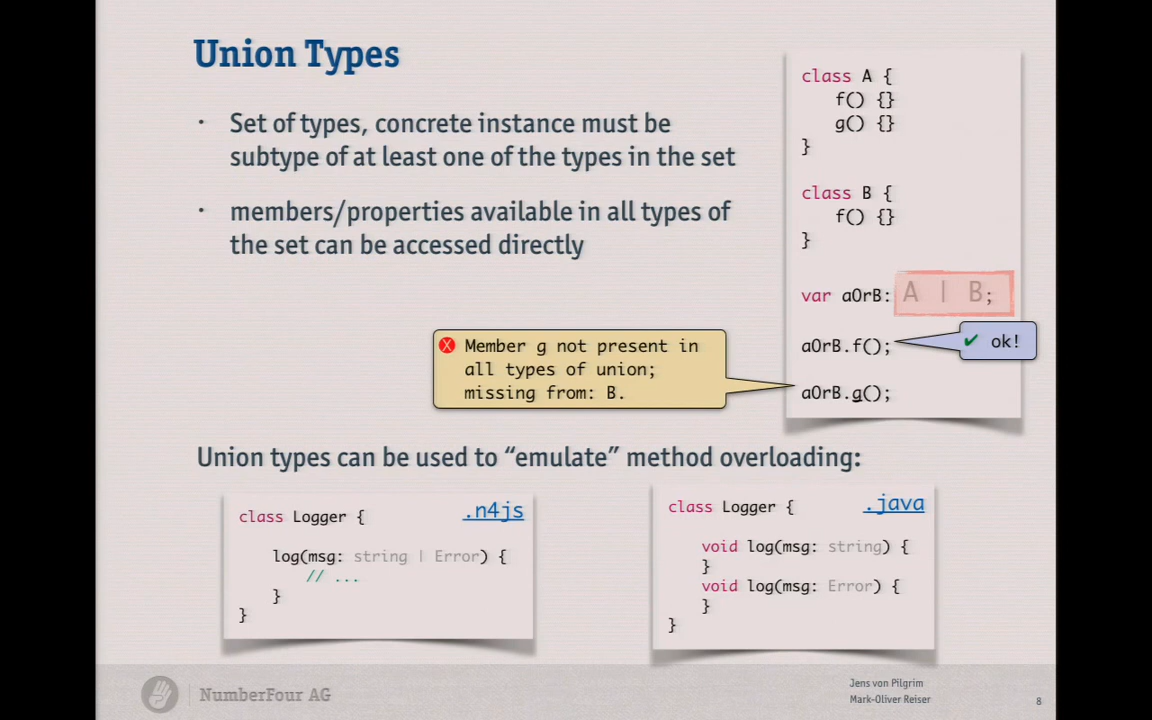 Union Types
· Set of types, concrete instance must be
subtype of at least one of the types in the set
· members/properties available in all types of
the set can be accessed directly
class A {
f() {}
g() {}
}
class B {
f() {}
}
var aOrB: A | B;
aOrB.f();
✔ ok!
Member g not present in
all types of union;
missing from: B.
aOrB.g();
Union types can be used to “emulate” method overloading:
.n4js
class Logger {
log(msg: string | Error) {
// ...
}
}
.java
class Logger {
void log(msg: string) {
}
void log(msg: Error) {
}
}
NumberFour AG
Jens von Pilgrim
Mark-Oliver Reiser
8